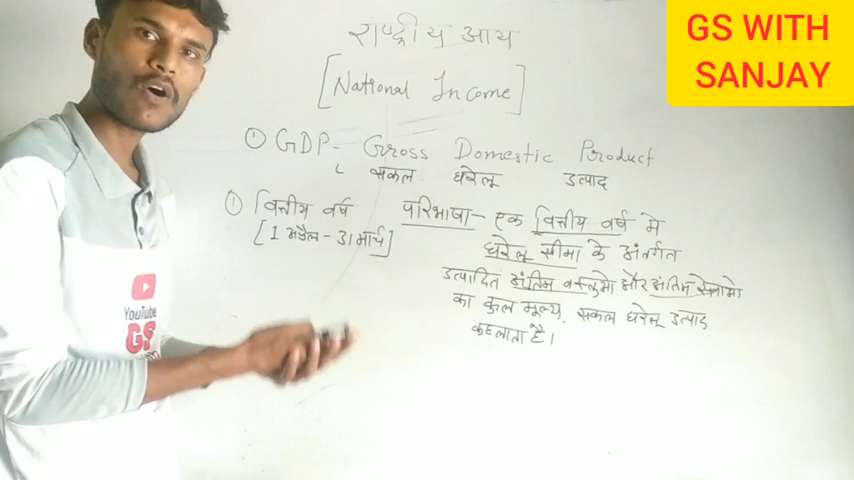 GS WITH
SANJAY
राष्ट्रीय आय
[National Income]
① GDP- Gross Domestic Product
सकल घरेलू उत्पाद
① वित्तीय वर्ष
[1 अप्रैल - 31 मार्च]
परिभाषा- एक वित्तीय वर्ष मे
घरेलू सीमा के अंतर्गत
उत्पादित अंतिम वस्तुओ और अंतिम सेवाओ
का कुल मूल्य, सकल घरेलू उत्पाद
कहलाता है।
YouTube
GS